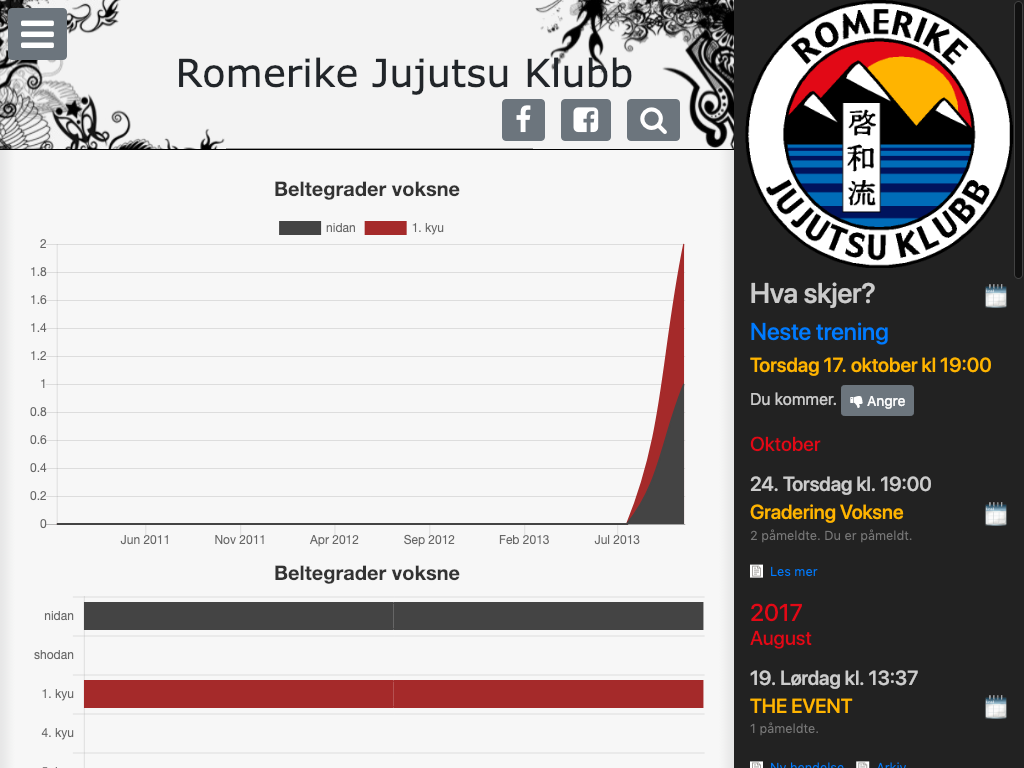 Romerike Jujutsu Klubb
Beltegrader voksne
nidan
1. kyu
2
1.8
1.6
1.4
1.2
1
0.8
0.6
0.4
0.2
0
Jun 2011
Nov 2011
Apr 2012
Sep 2012
Feb 2013
Jul 2013
Beltegrader voksne
nidan
shodan
1. kyu
4. kyu
ROMERIKE
啓和流
JUJUTSU KLUBB
Hva skjer?
Neste trening
Torsdag 17. oktober kl 19:00
Du kommer. Angre
Oktober
24. Torsdag kl. 19:00
Gradering Voksne
2 påmeldte. Du er påmeldt.
Les mer
2017
August
19. Lørdag kl. 13:37
THE EVENT
1 påmeldte.
Ny hendelse Arkiv